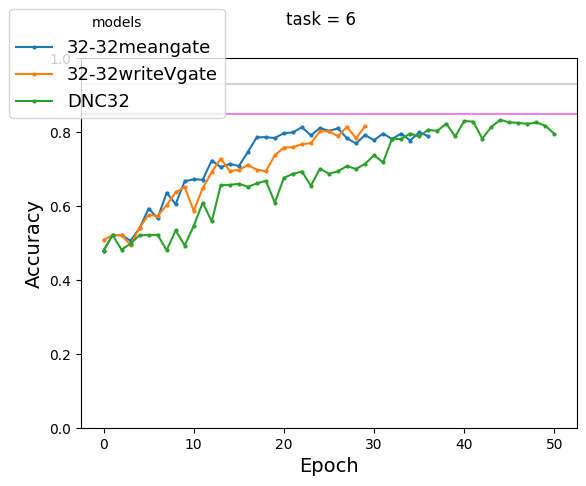 task = 6
models
32-32meangate
32-32writeVgate
DNC32
1.0
0.8
0.6
0.4
0.2
0.0
Accuracy
0 10 20 30 40 50
Epoch